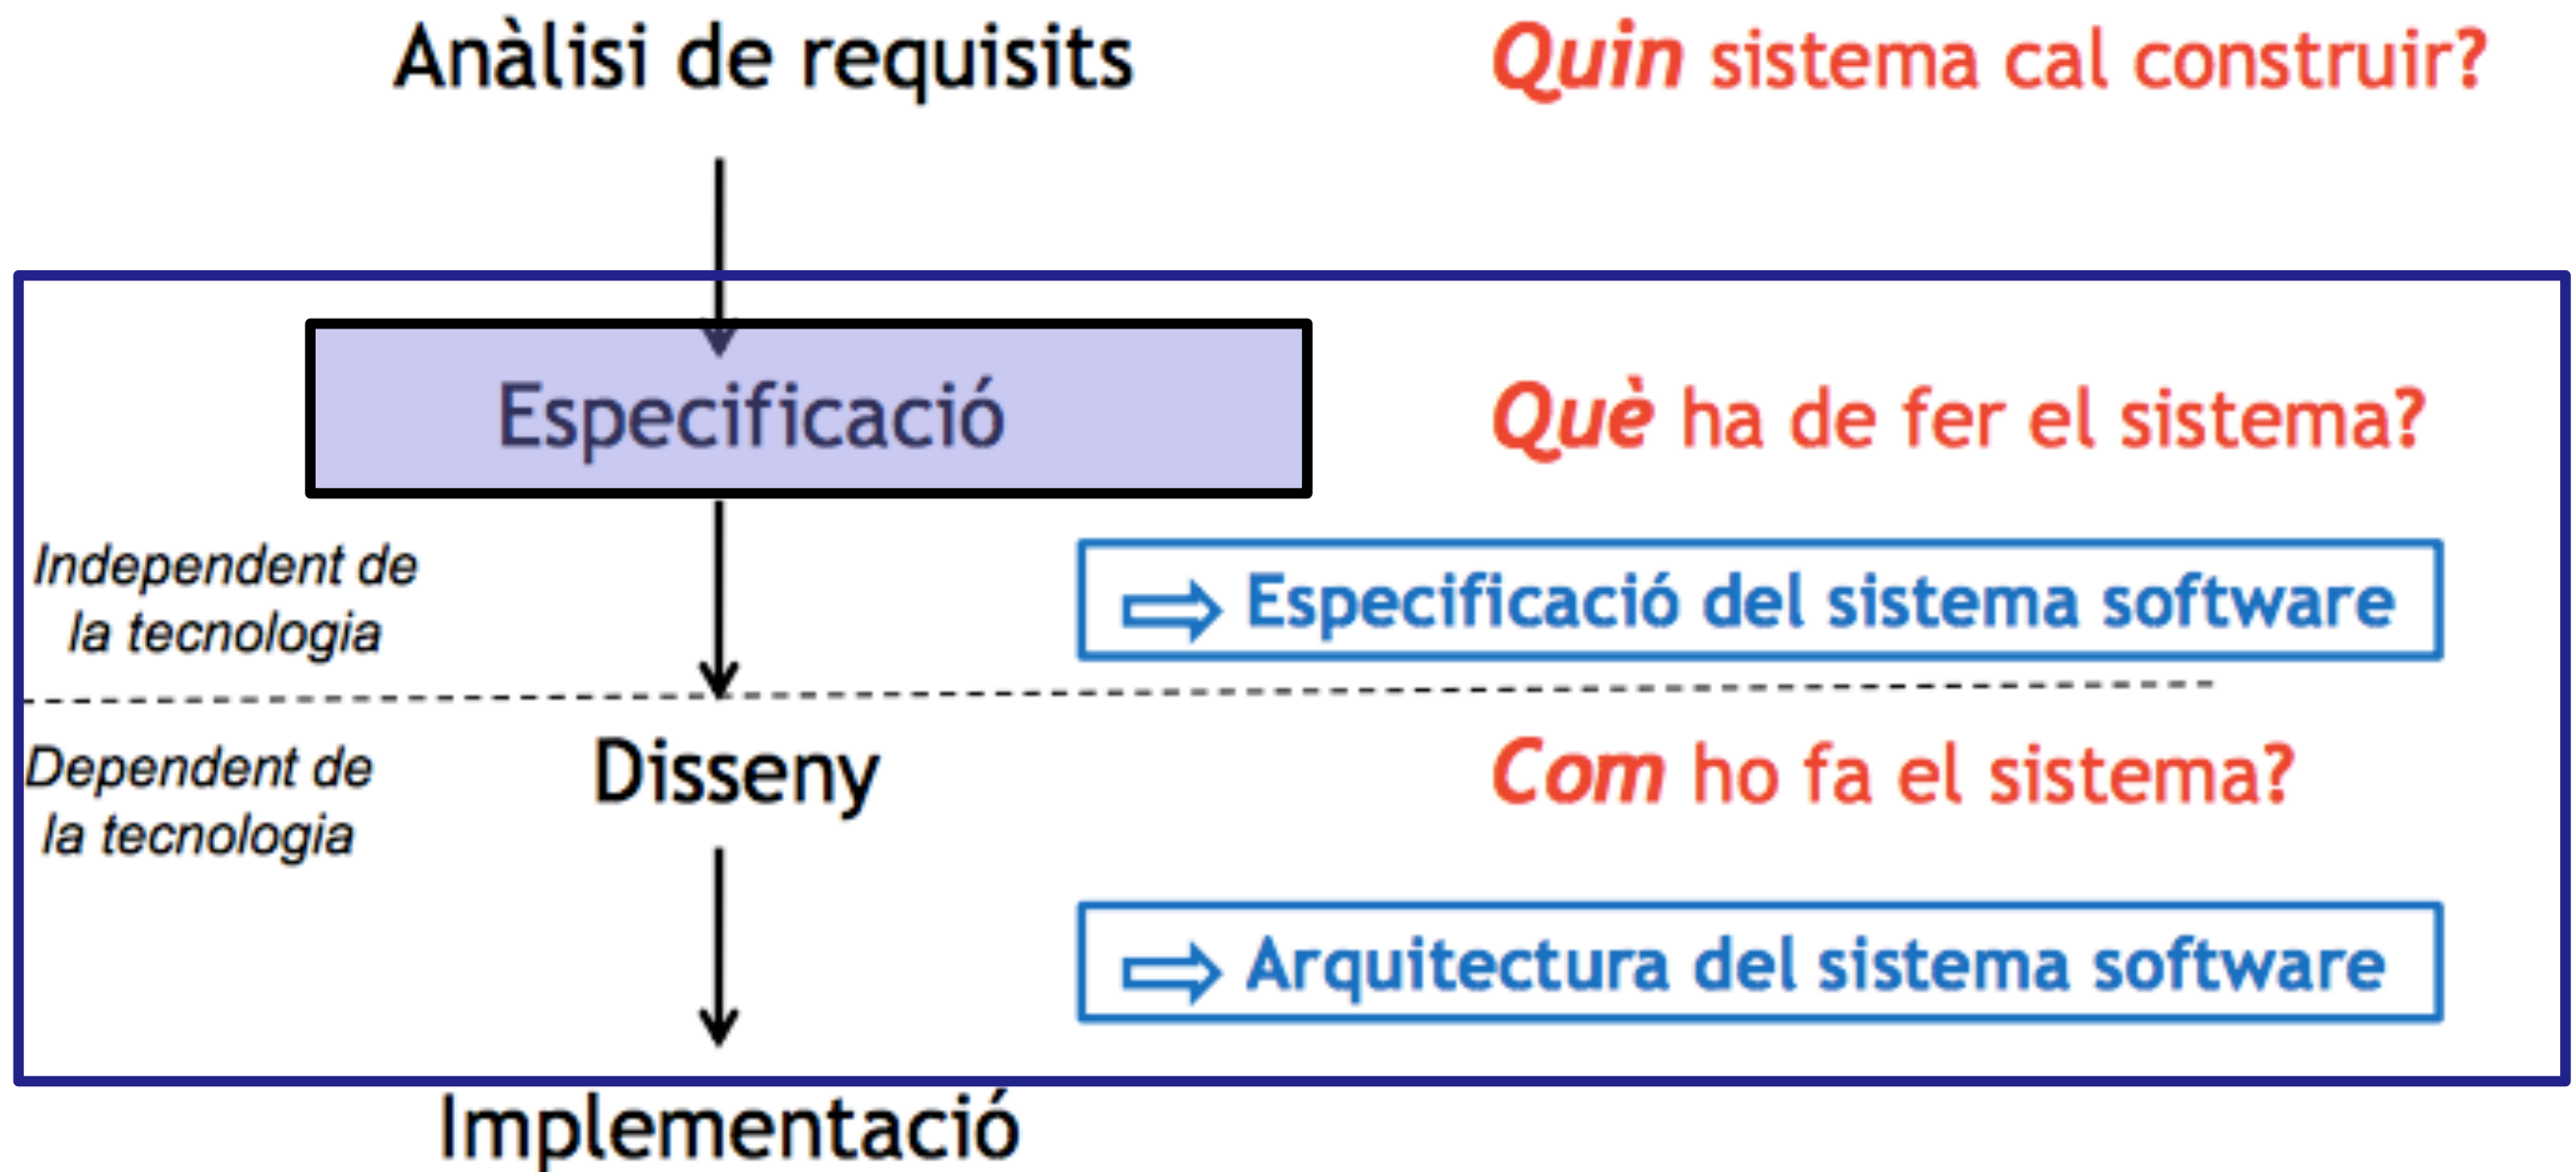 Anàlisi de requisits
Quin sistema cal construir?
Especificació
Què ha de fer el sistema?
Independent de
la tecnologia
⇨ Especificació del sistema software
Dependent de
la tecnologia
Disseny
Com ho fa el sistema?
⇨ Arquitectura del sistema software
Implementació